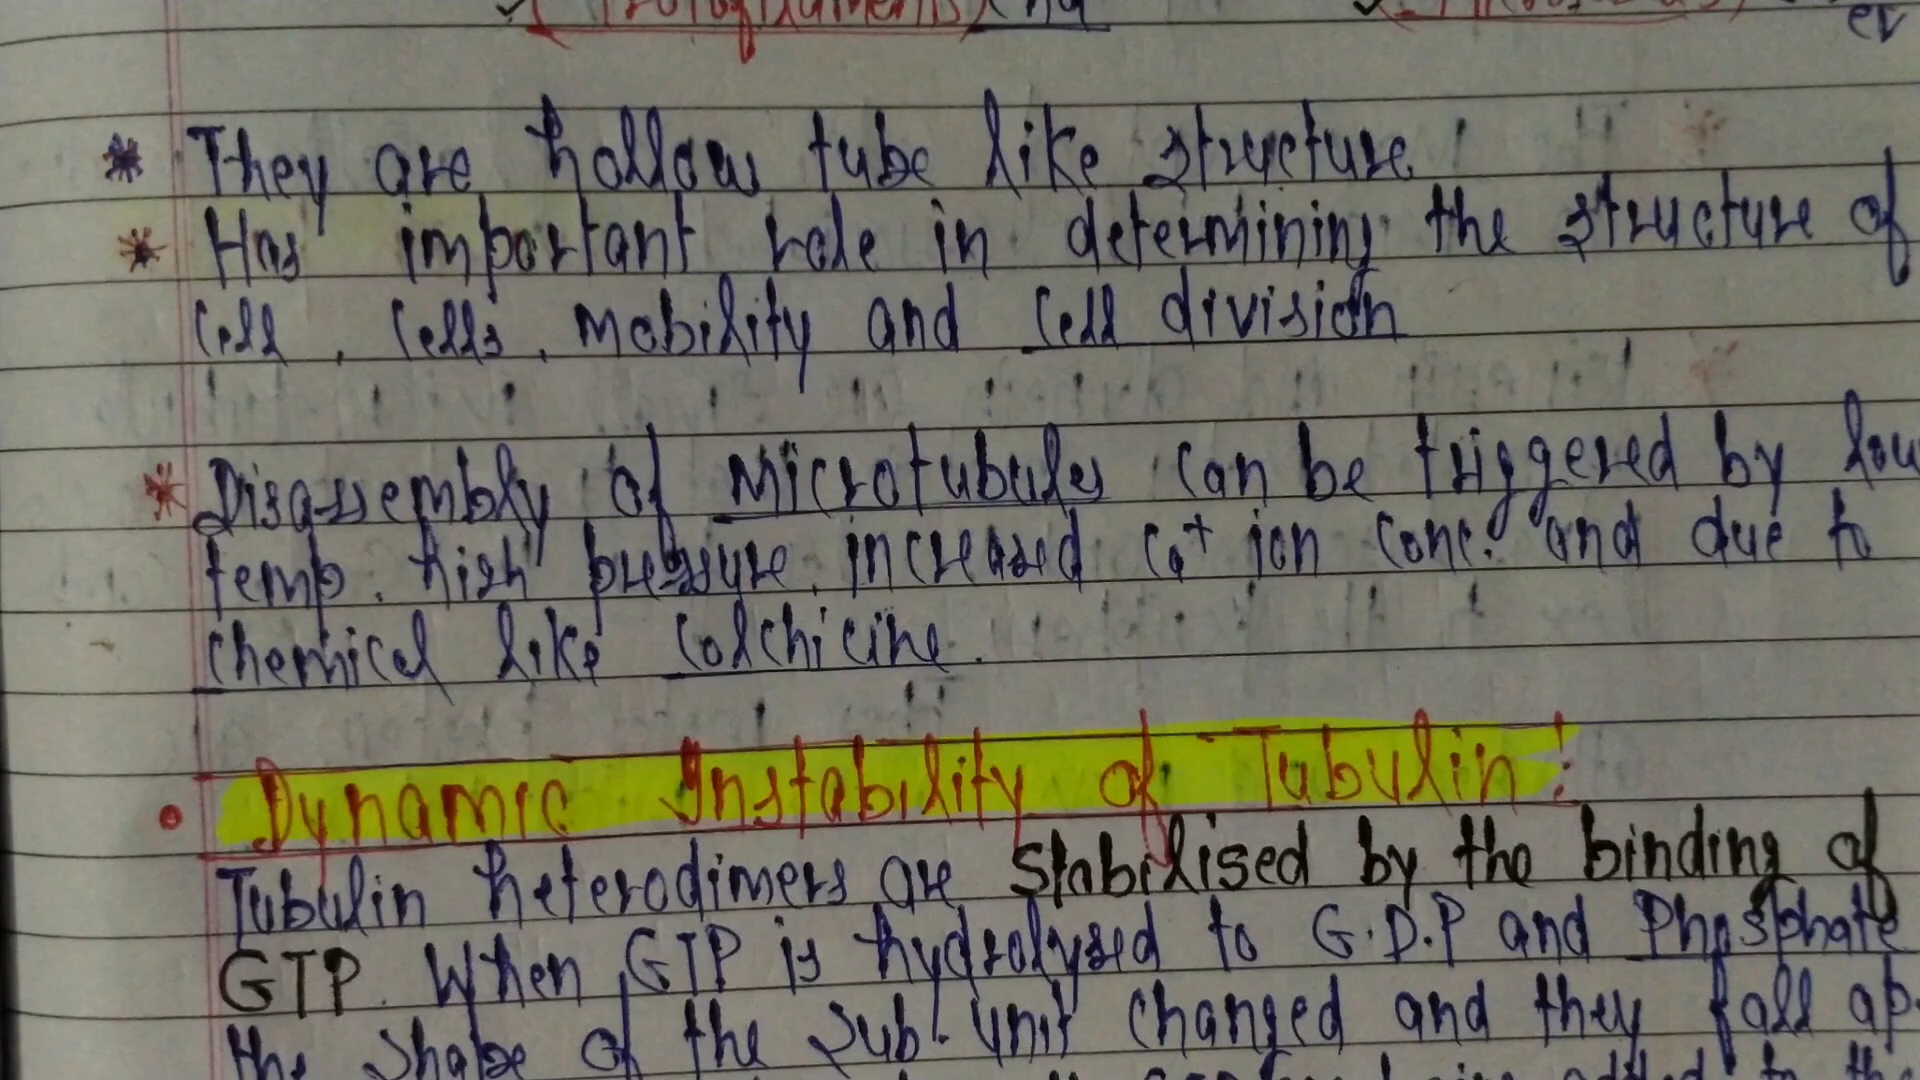 * They are hollow tube like structure
* Has important role in determining the structure of
cell, cells, mobility and cell division
* Disassembly of Microtubules can be triggered by low
temp, high pressure, increased Ca+ ion conc. and due to
chemical like colchicine.
Dynamic Instability of Tubulin:
Tubulin heterodimers are stabilised by the binding of
GTP. When GTP is hydrolysed to G.D.P and Phosphate
the shape of the sub-unit changed and they fall ap